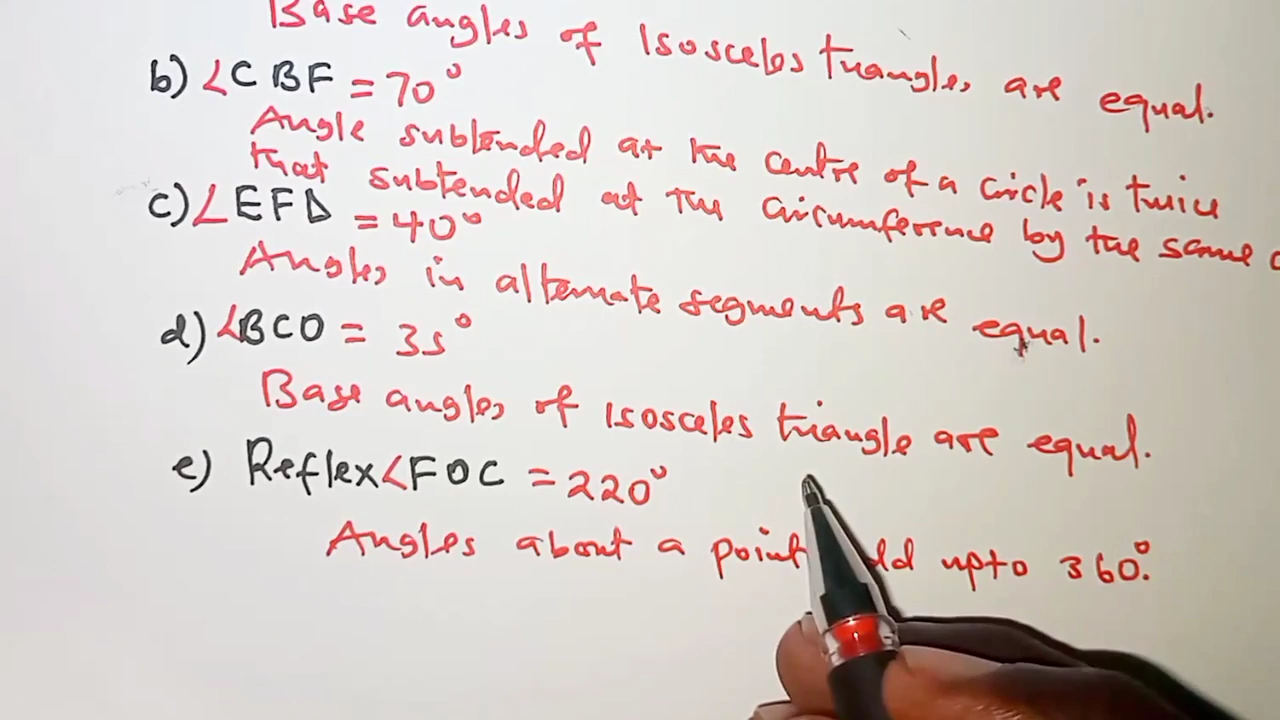 Base angles of Isosceles triangles are equal.
b) ∠CBF = 70°
Angle subtended at the centre of a circle is twice
that subtended at the circumference by the same
c) ∠EFD = 40°
Angles in alternate segments are equal.
d) ∠BCO = 35°
Base angles of Isosceles triangle are equal.
e) Reflex∠FOC = 220°
Angles about a point add upto 360°.